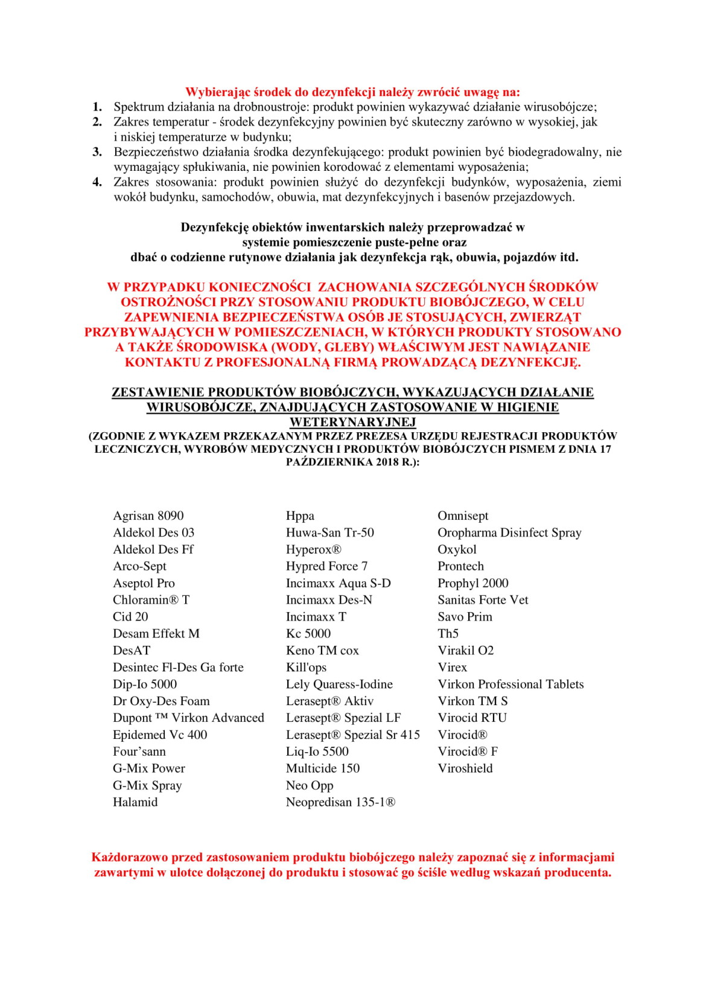 Wybierając środek do dezynfekcji należy zwrócić uwagę na:
1. Spektrum działania na drobnoustroje: produkt powinien wykazywać działanie wirusobójcze;
2. Zakres temperatur - środek dezynfekcyjny powinien być skuteczny zarówno w wysokiej, jak
i niskiej temperaturze w budynku;
3. Bezpieczeństwo działania środka dezynfekującego: produkt powinien być biodegradowalny, nie
wymagający spłukiwania, nie powinien korodować z elementami wyposażenia;
4. Zakres stosowania: produkt powinien służyć do dezynfekcji budynków, wyposażenia, ziemi
wokół budynku, samochodów, obuwia, mat dezynfekcyjnych i basenów przejazdowych.
Dezynfekcję obiektów inwentarskich należy przeprowadzać w
systemie pomieszczenie puste-pełne oraz
dbać o codzienne rutynowe działania jak dezynfekcja rąk, obuwia, pojazdów itd.
W PRZYPADKU KONIECZNOŚCI ZACHOWANIA SZCZEGÓLNYCH ŚRODKÓW
OSTROŻNOŚCI PRZY STOSOWANIU PRODUKTU BIOBÓJCZEGO, W CELU
ZAPEWNIENIA BEZPIECZEŃSTWA OSÓB JE STOSUJĄCYCH, ZWIERZĄT
PRZYBYWAJĄCYCH W POMIESZCZENIACH, W KTÓRYCH PRODUKTY STOSOWANO
A TAKŻE ŚRODOWISKA (WODY, GLEBY) WŁAŚCIWYM JEST NAWIĄZANIE
KONTAKTU Z PROFESJONALNĄ FIRMĄ PROWADZĄCĄ DEZYNFEKCJĘ.
ZESTAWIENIE PRODUKTÓW BIOBÓJCZYCH, WYKAZUJĄCYCH DZIAŁANIE
WIRUSOBÓJCZE, ZNAJDUJĄCYCH ZASTOSOWANIE W HIGIENIE
WETERYNARYJNEJ
(ZGODNIE Z WYKAZEM PRZEKAZANYM PRZEZ PREZESA URZĘDU REJESTRACJI PRODUKTÓW
LECZNICZYCH, WYROBÓW MEDYCZNYCH I PRODUKTÓW BIOBÓJCZYCH PISMEM Z DNIA 17
PAŹDZIERNIKA 2018 R.):
Agrisan 8090
Aldekol Des 03
Aldekol Des Ff
Arco-Sept
Aseptol Pro
Chloramin® T
Cid 20
Desam Effekt M
DesAT
Desintec Fl-Des Ga forte
Dip-Io 5000
Dr Oxy-Des Foam
Dupont ™ Virkon Advanced
Epidemed Vc 400
Four’sann
G-Mix Power
G-Mix Spray
Halamid
Hppa
Huwa-San Tr-50
Hyperox®
Hypred Force 7
Incimaxx Aqua S-D
Incimaxx Des-N
Incimaxx T
Kc 5000
Keno TM cox
Kill'ops
Lely Quaress-Iodine
Lerasept® Aktiv
Lerasept® Spezial LF
Lerasept® Spezial Sr 415
Liq-Io 5500
Multicide 150
Neo Opp
Neopredisan 135-1®
Omnisept
Oropharma Disinfect Spray
Oxykol
Prontech
Prophyl 2000
Sanitas Forte Vet
Savo Prim
Th5
Virakil O2
Virex
Virkon Professional Tablets
Virkon TM S
Virocid RTU
Virocid®
Virocid® F
Viroshield
Każdorazowo przed zastosowaniem produktu biobójczego należy zapoznać się z informacjami
zawartymi w ulotce dołączonej do produktu i stosować go ściśle według wskazań producenta.